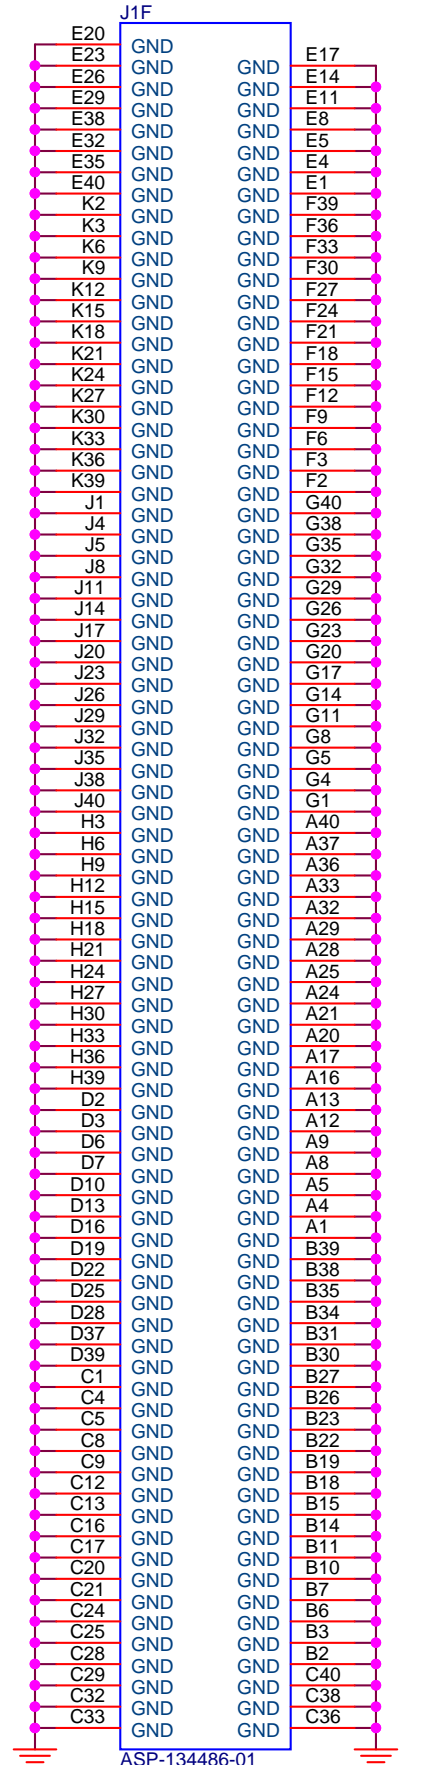 J1F
E20 GND
E23 GND GND E17
E26 GND GND E14
E29 GND GND E11
E38 GND GND E8
E32 GND GND E5
E35 GND GND E4
E40 GND GND E1
K2 GND GND F39
K3 GND GND F36
K6 GND GND F33
K9 GND GND F30
K12 GND GND F27
K15 GND GND F24
K18 GND GND F21
K21 GND GND F18
K24 GND GND F15
K27 GND GND F12
K30 GND GND F9
K33 GND GND F6
K36 GND GND F3
K39 GND GND F2
J1 GND GND G40
J4 GND GND G38
J5 GND GND G35
J8 GND GND G32
J11 GND GND G29
J14 GND GND G26
J17 GND GND G23
J20 GND GND G20
J23 GND GND G17
J26 GND GND G14
J29 GND GND G11
J32 GND GND G8
J35 GND GND G5
J38 GND GND G4
J40 GND GND G1
H3 GND GND A40
H6 GND GND A37
H9 GND GND A36
H12 GND GND A33
H15 GND GND A32
H18 GND GND A29
H21 GND GND A28
H24 GND GND A25
H27 GND GND A24
H30 GND GND A21
H33 GND GND A20
H36 GND GND A17
H39 GND GND A16
D2 GND GND A13
D3 GND GND A12
D6 GND GND A9
D7 GND GND A8
D10 GND GND A5
D13 GND GND A4
D16 GND GND A1
D19 GND GND B39
D22 GND GND B38
D25 GND GND B35
D28 GND GND B34
D37 GND GND B31
D39 GND GND B30
C1 GND GND B27
C4 GND GND B26
C5 GND GND B23
C8 GND GND B22
C9 GND GND B19
C12 GND GND B18
C13 GND GND B15
C16 GND GND B14
C17 GND GND B11
C20 GND GND B10
C21 GND GND B7
C24 GND GND B6
C25 GND GND B3
C28 GND GND B2
C29 GND GND C40
C32 GND GND C38
C33 GND GND C36
ASP-134486-01